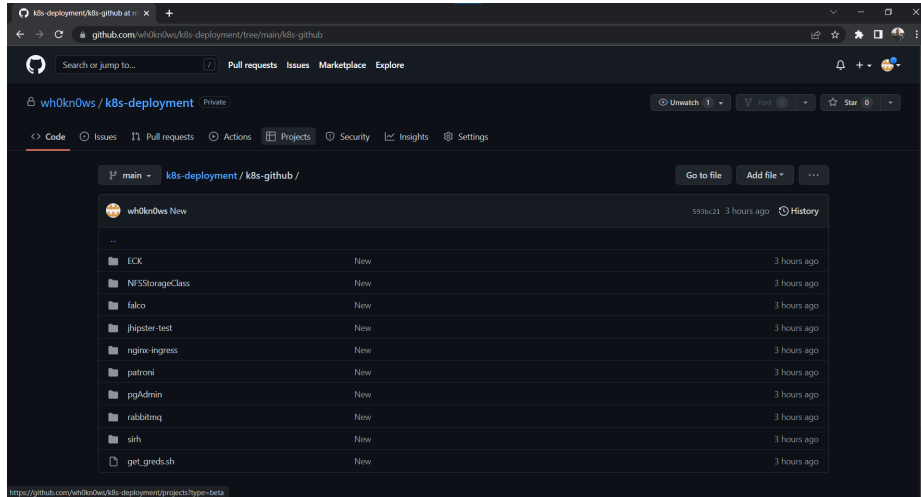 k8s-deployment/k8s-github at m
github.com/wh0kn0ws/k8s-deployment/tree/main/k8s-github
Search or jump to... / Pull requests Issues Marketplace Explore
wh0kn0ws / k8s-deployment Private Unwatch 1 Fork 0 Star 0
Code Issues Pull requests Actions Projects Security Insights Settings
main k8s-deployment / k8s-github / Go to file Add file ...
wh0kn0ws New 593bc21 3 hours ago History
..
ECK New 3 hours ago
NFSStorageClass New 3 hours ago
falco New 3 hours ago
jhipster-test New 3 hours ago
nginx-ingress New 3 hours ago
patroni New 3 hours ago
pgAdmin New 3 hours ago
rabbitmq New 3 hours ago
sirh New 3 hours ago
get_greds.sh New 3 hours ago
https://github.com/wh0kn0ws/k8s-deployment/projects?type=beta